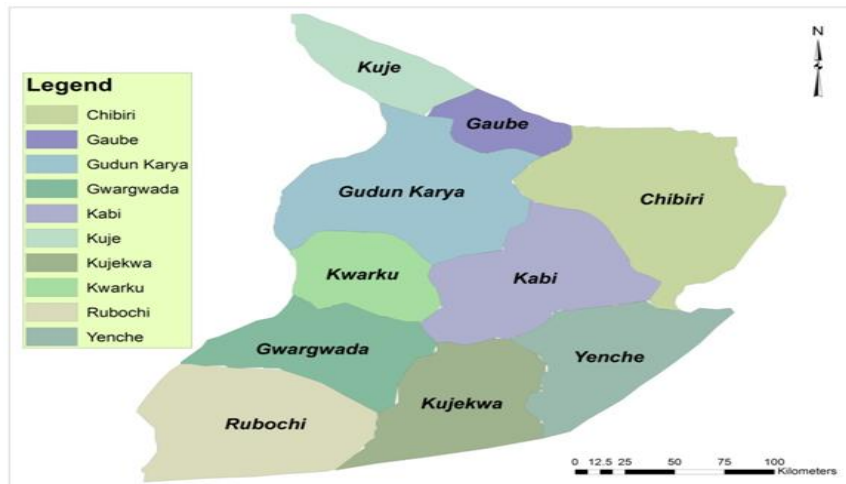 N
Kuje
Legend
Chibiri
Gaube
Gudun Karya
Gwargwada
Kabi
Kuje
Kujekwa
Kwarku
Rubochi
Yenche
Gaube
Gudun Karya
Chibiri
Kwarku
Kabi
Gwargwada
Yenche
Kujekwa
Rubochi
0 12.5 25 50 75 100
Kilometers